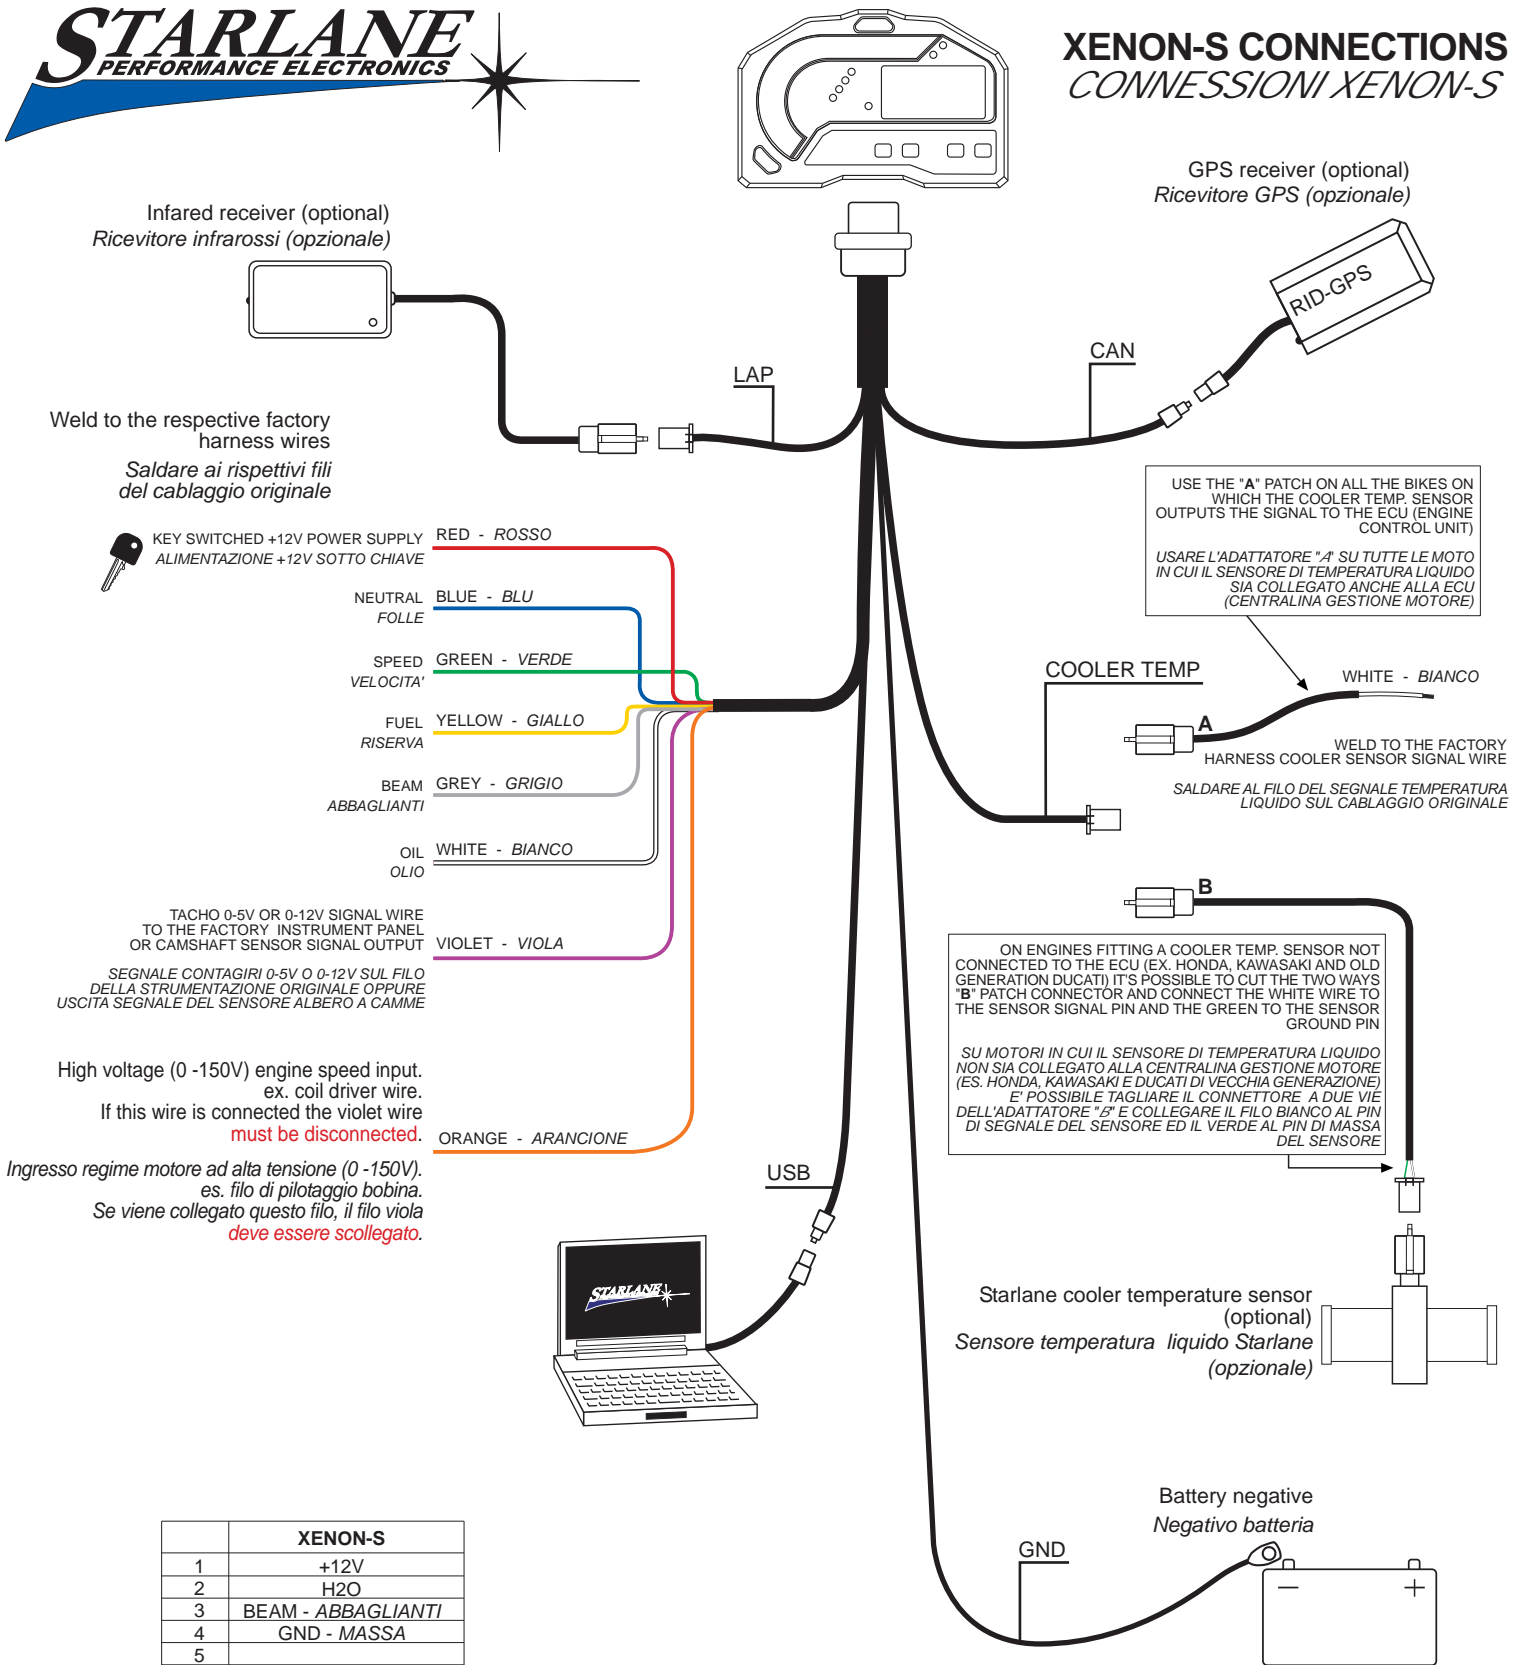 STARLANE
PERFORMANCE ELECTRONICS
XENON-S CONNECTIONS
CONNESSIONI XENON-S
GPS receiver (optional)
Ricevitore GPS (opzionale)
Infared receiver (optional)
Ricevitore infrarossi (opzionale)
RID-GPS
CAN
LAP
Weld to the respective factory
harness wires
Saldare ai rispettivi fili
del cablaggio originale
USE THE "A" PATCH ON ALL THE BIKES ON
WHICH THE COOLER TEMP. SENSOR
OUTPUTS THE SIGNAL TO THE ECU (ENGINE
CONTROL UNIT)
USARE L'ADATTATORE "A" SU TUTTE LE MOTO
IN CUI IL SENSORE DI TEMPERATURA LIQUIDO
SIA COLLEGATO ANCHE ALLA ECU
(CENTRALINA GESTIONE MOTORE)
KEY SWITCHED +12V POWER SUPPLY
ALIMENTAZIONE +12V SOTTO CHIAVE
RED - ROSSO
NEUTRAL
FOLLE
BLUE - BLU
SPEED
VELOCITA'
GREEN - VERDE
FUEL
RISERVA
YELLOW - GIALLO
BEAM
ABBAGLIANTI
GREY - GRIGIO
OIL
OLIO
WHITE - BIANCO
TACHO 0-5V OR 0-12V SIGNAL WIRE
TO THE FACTORY INSTRUMENT PANEL
OR CAMSHAFT SENSOR SIGNAL OUTPUT
VIOLET - VIOLA
SEGNALE CONTAGIRI 0-5V O 0-12V SUL FILO
DELLA STRUMENTAZIONE ORIGINALE OPPURE
USCITA SEGNALE DEL SENSORE ALBERO A CAMME
High voltage (0 -150V) engine speed input.
ex. coil driver wire.
If this wire is connected the violet wire
must be disconnected.
ORANGE - ARANCIONE
Ingresso regime motore ad alta tensione (0 -150V).
es. filo di pilotaggio bobina.
Se viene collegato questo filo, il filo viola
deve essere scollegato.
COOLER TEMP
WHITE - BIANCO
A
WELD TO THE FACTORY
HARNESS COOLER SENSOR SIGNAL WIRE
SALDARE AL FILO DEL SEGNALE TEMPERATURA
LIQUIDO SUL CABLAGGIO ORIGINALE
B
ON ENGINES FITTING A COOLER TEMP. SENSOR NOT
CONNECTED TO THE ECU (EX. HONDA, KAWASAKI AND OLD
GENERATION DUCATI) IT'S POSSIBLE TO CUT THE TWO WAYS
"B" PATCH CONNECTOR AND CONNECT THE WHITE WIRE TO
THE SENSOR SIGNAL PIN AND THE GREEN TO THE SENSOR
GROUND PIN
SU MOTORI IN CUI IL SENSORE DI TEMPERATURA LIQUIDO
NON SIA COLLEGATO ALLA CENTRALINA GESTIONE MOTORE
(ES. HONDA, KAWASAKI E DUCATI DI VECCHIA GENERAZIONE)
E' POSSIBILE TAGLIARE IL CONNETTORE A DUE VIE
DELL'ADATTATORE "B" E COLLEGARE IL FILO BIANCO AL PIN
DI SEGNALE DEL SENSORE ED IL VERDE AL PIN DI MASSA
DEL SENSORE
USB
STARLANE
Starlane cooler temperature sensor
(optional)
Sensore temperatura liquido Starlane
(opzionale)
Battery negative
Negativo batteria
GND
− +
XENON-S
1 +12V
2 H2O
3 BEAM - ABBAGLIANTI
4 GND - MASSA
5